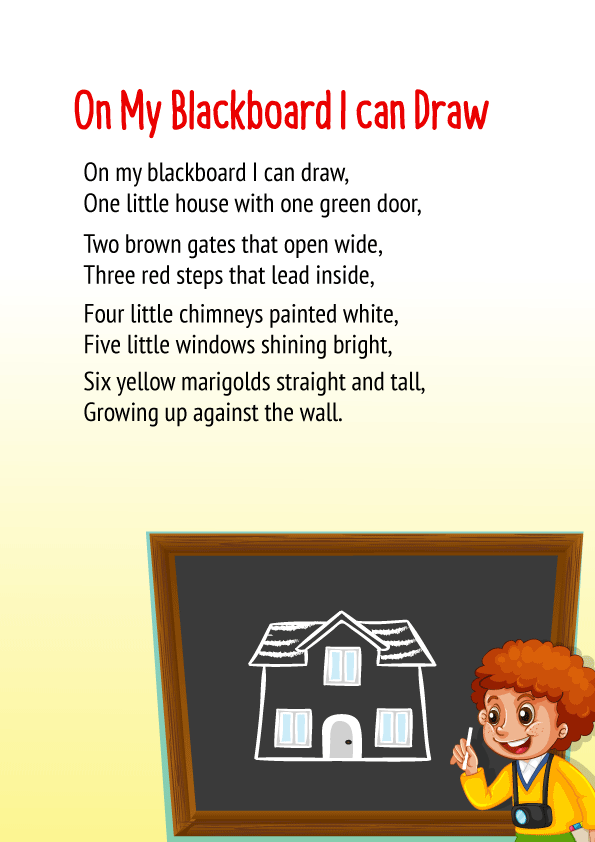 On My Blackboard I can Draw
On my blackboard I can draw,
One little house with one green door,
Two brown gates that open wide,
Three red steps that lead inside,
Four little chimneys painted white,
Five little windows shining bright,
Six yellow marigolds straight and tall,
Growing up against the wall.